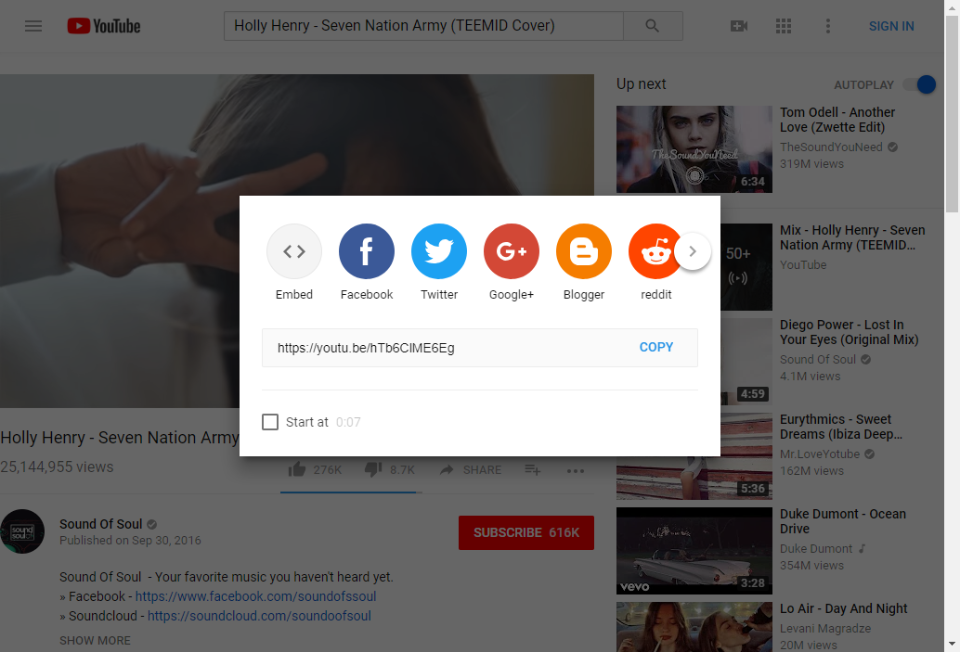 YouTube
Holly Henry - Seven Nation Army (TEEMID Cover)
SIGN IN
Up next
AUTOPLAY
Tom Odell - Another
Love (Zwette Edit)
TheSoundYouNeed
319M views
TheSoundYouNeed
6:34
Mix - Holly Henry - Seven
Nation Army (TEEMID...
YouTube
50+
Diego Power - Lost In
Your Eyes (Original Mix)
Sound Of Soul
4.1M views
4:59
Eurythmics - Sweet
Dreams (Ibiza Deep...
Mr.LoveYotube
162M views
5:36
Duke Dumont - Ocean
Drive
Duke Dumont
354M views
vevo
3:28
Lo Air - Day And Night
Levani Magradze
20M views
Embed
Facebook
Twitter
Google+
Blogger
reddit
https://youtu.be/hTb6CIME6Eg
COPY
Start at 0:07
Holly Henry - Seven Nation Army
25,144,955 views
276K
8.7K
SHARE
sound
soul
Sound Of Soul
Published on Sep 30, 2016
SUBSCRIBE 616K
Sound Of Soul - Your favorite music you haven't heard yet.
» Facebook - https://www.facebook.com/soundofssoul
» Soundcloud - https://soundcloud.com/soundoofsoul
SHOW MORE